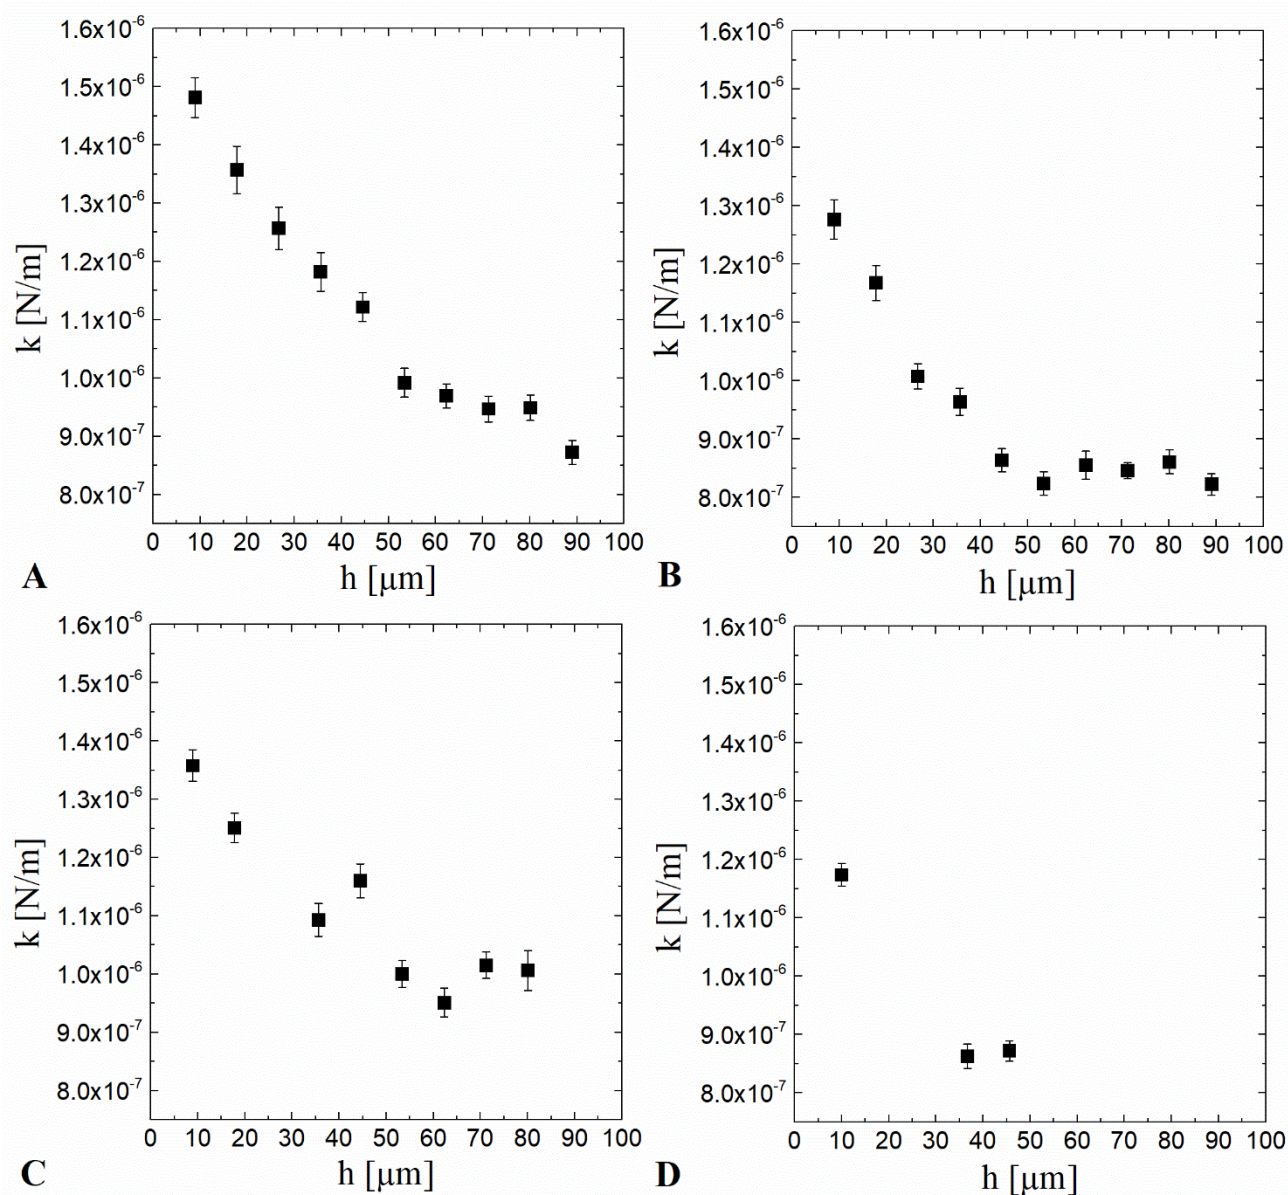 1.6x10⁻⁶
1.5x10⁻⁶
1.4x10⁻⁶
1.3x10⁻⁶
1.2x10⁻⁶
1.1x10⁻⁶
1.0x10⁻⁶
9.0x10⁻⁷
8.0x10⁻⁷
k [N/m]
0 10 20 30 40 50 60 70 80 90 100
h [μm]
A
1.6x10⁻⁶
1.5x10⁻⁶
1.4x10⁻⁶
1.3x10⁻⁶
1.2x10⁻⁶
1.1x10⁻⁶
1.0x10⁻⁶
9.0x10⁻⁷
8.0x10⁻⁷
k [N/m]
0 10 20 30 40 50 60 70 80 90 100
h [μm]
B
1.6x10⁻⁶
1.5x10⁻⁶
1.4x10⁻⁶
1.3x10⁻⁶
1.2x10⁻⁶
1.1x10⁻⁶
1.0x10⁻⁶
9.0x10⁻⁷
8.0x10⁻⁷
k [N/m]
0 10 20 30 40 50 60 70 80 90 100
h [μm]
C
1.6x10⁻⁶
1.5x10⁻⁶
1.4x10⁻⁶
1.3x10⁻⁶
1.2x10⁻⁶
1.1x10⁻⁶
1.0x10⁻⁶
9.0x10⁻⁷
8.0x10⁻⁷
k [N/m]
0 10 20 30 40 50 60 70 80 90 100
h [μm]
D